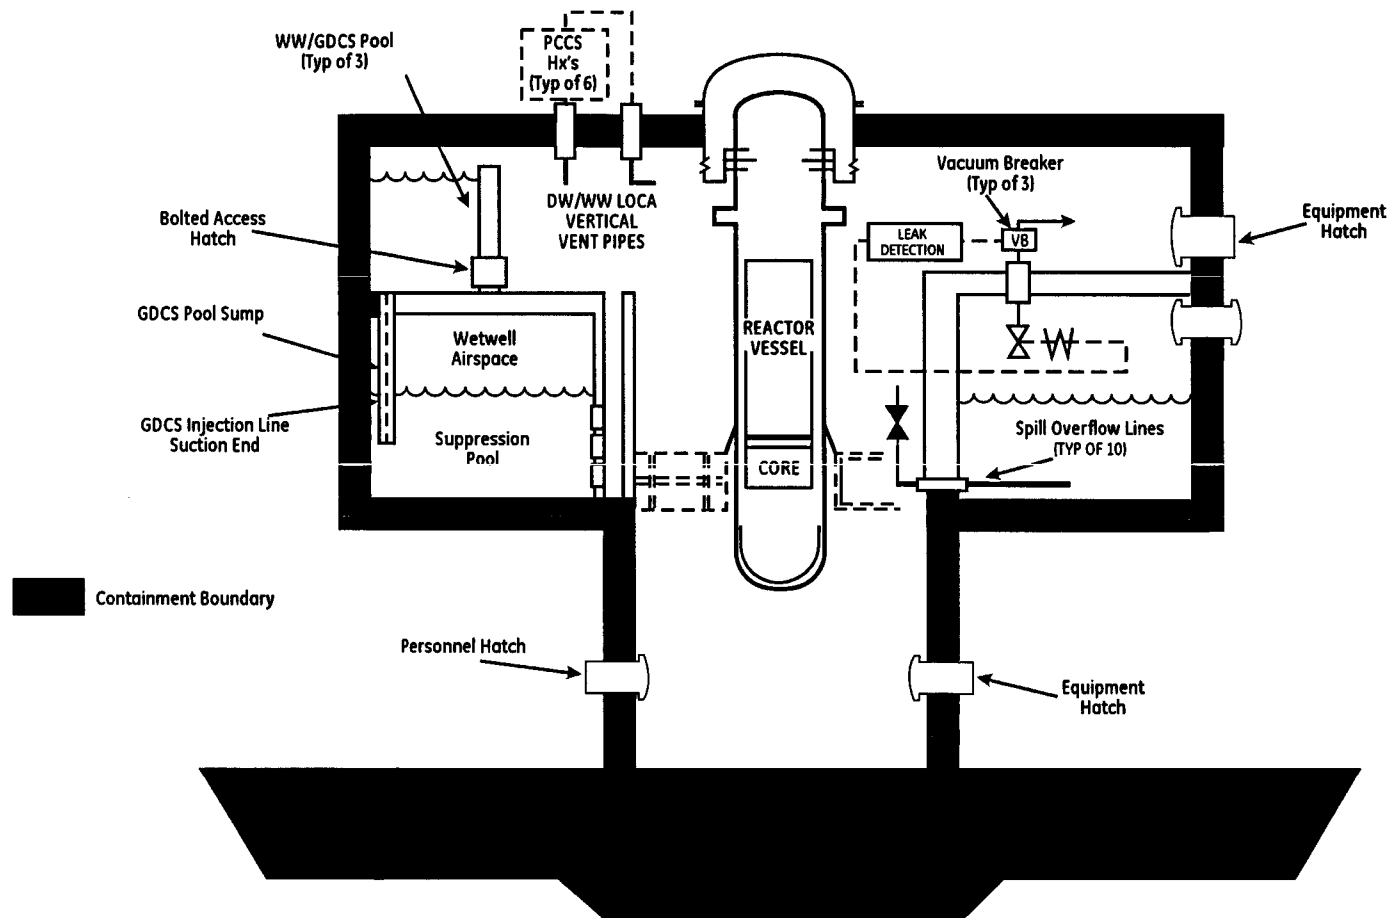 WW/GDCS Pool
(Typ of 3)
PCCS
Hx's
(Typ of 6)
Vacuum Breaker
(Typ of 3)
DW/WW LOCA
VERTICAL
VENT PIPES
Bolted Access
Hatch
Equipment
Hatch
LEAK
DETECTION
VB
GDCS Pool Sump
Wetwell
Airspace
REACTOR
VESSEL
GDCS Injection Line
Suction End
Suppression
Pool
CORE
Spill Overflow Lines
(TYP OF 10)
Containment Boundary
Personnel Hatch
Equipment
Hatch